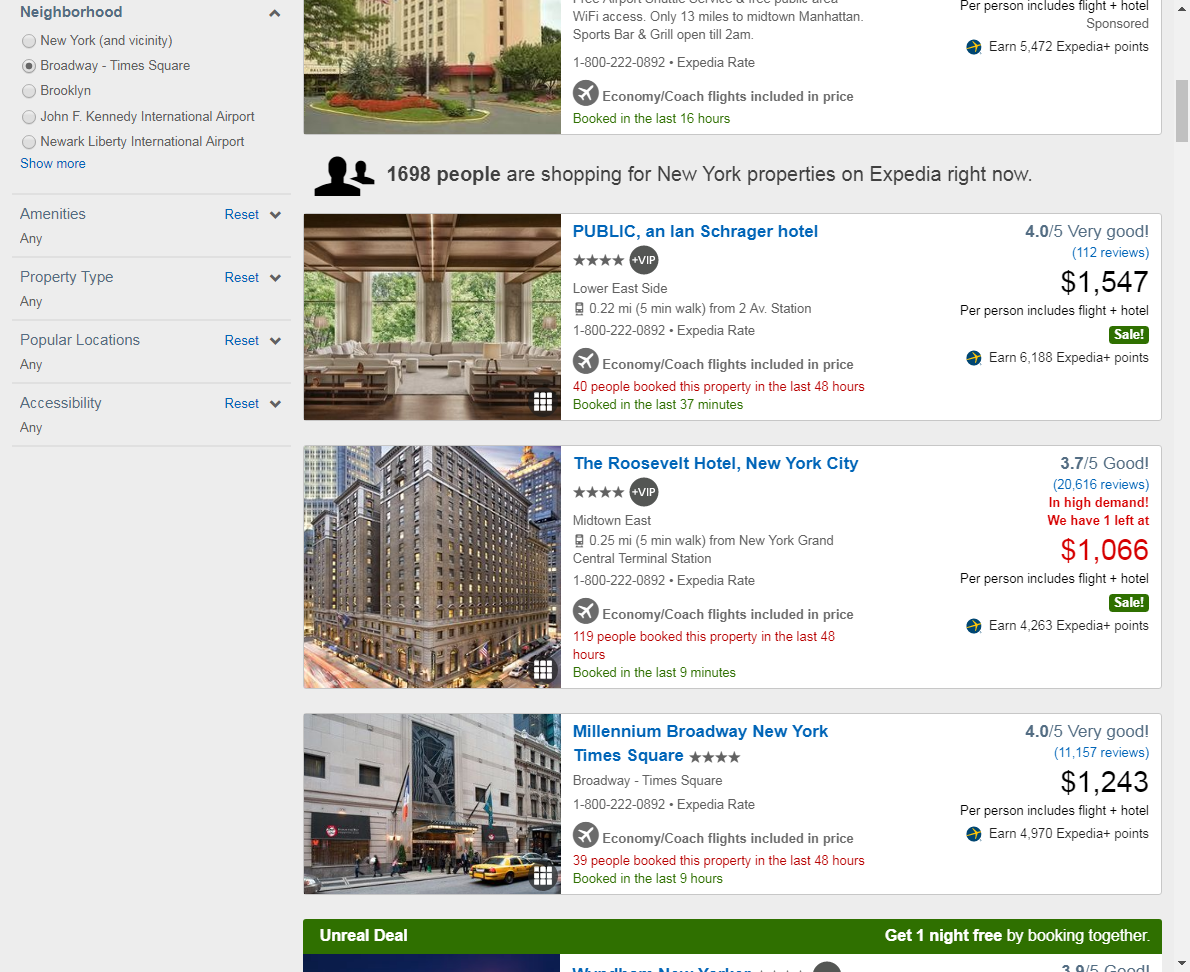 Neighborhood
New York (and vicinity)
Broadway - Times Square
Brooklyn
John F. Kennedy International Airport
Newark Liberty International Airport
Show more
Amenities Reset
Any
Property Type Reset
Any
Popular Locations Reset
Any
Accessibility Reset
Any
WiFi access. Only 13 miles to midtown Manhattan.
Sports Bar & Grill open till 2am.
1-800-222-0892 • Expedia Rate
Economy/Coach flights included in price
Booked in the last 16 hours
Per person includes flight + hotel
Sponsored
Earn 5,472 Expedia+ points
1698 people are shopping for New York properties on Expedia right now.
PUBLIC, an Ian Schrager hotel
+VIP
Lower East Side
0.22 mi (5 min walk) from 2 Av. Station
1-800-222-0892 • Expedia Rate
Economy/Coach flights included in price
40 people booked this property in the last 48 hours
Booked in the last 37 minutes
4.0/5 Very good!
(112 reviews)
$1,547
Per person includes flight + hotel
Sale!
Earn 6,188 Expedia+ points
The Roosevelt Hotel, New York City
+VIP
Midtown East
0.25 mi (5 min walk) from New York Grand
Central Terminal Station
1-800-222-0892 • Expedia Rate
Economy/Coach flights included in price
119 people booked this property in the last 48
hours
Booked in the last 9 minutes
3.7/5 Good!
(20,616 reviews)
In high demand!
We have 1 left at
$1,066
Per person includes flight + hotel
Sale!
Earn 4,263 Expedia+ points
Millennium Broadway New York
Times Square
Broadway - Times Square
1-800-222-0892 • Expedia Rate
Economy/Coach flights included in price
39 people booked this property in the last 48 hours
Booked in the last 9 hours
4.0/5 Very good!
(11,157 reviews)
$1,243
Per person includes flight + hotel
Earn 4,970 Expedia+ points
Unreal Deal Get 1 night free by booking together.
Wyndham New Yorker
3.9/5 Good!